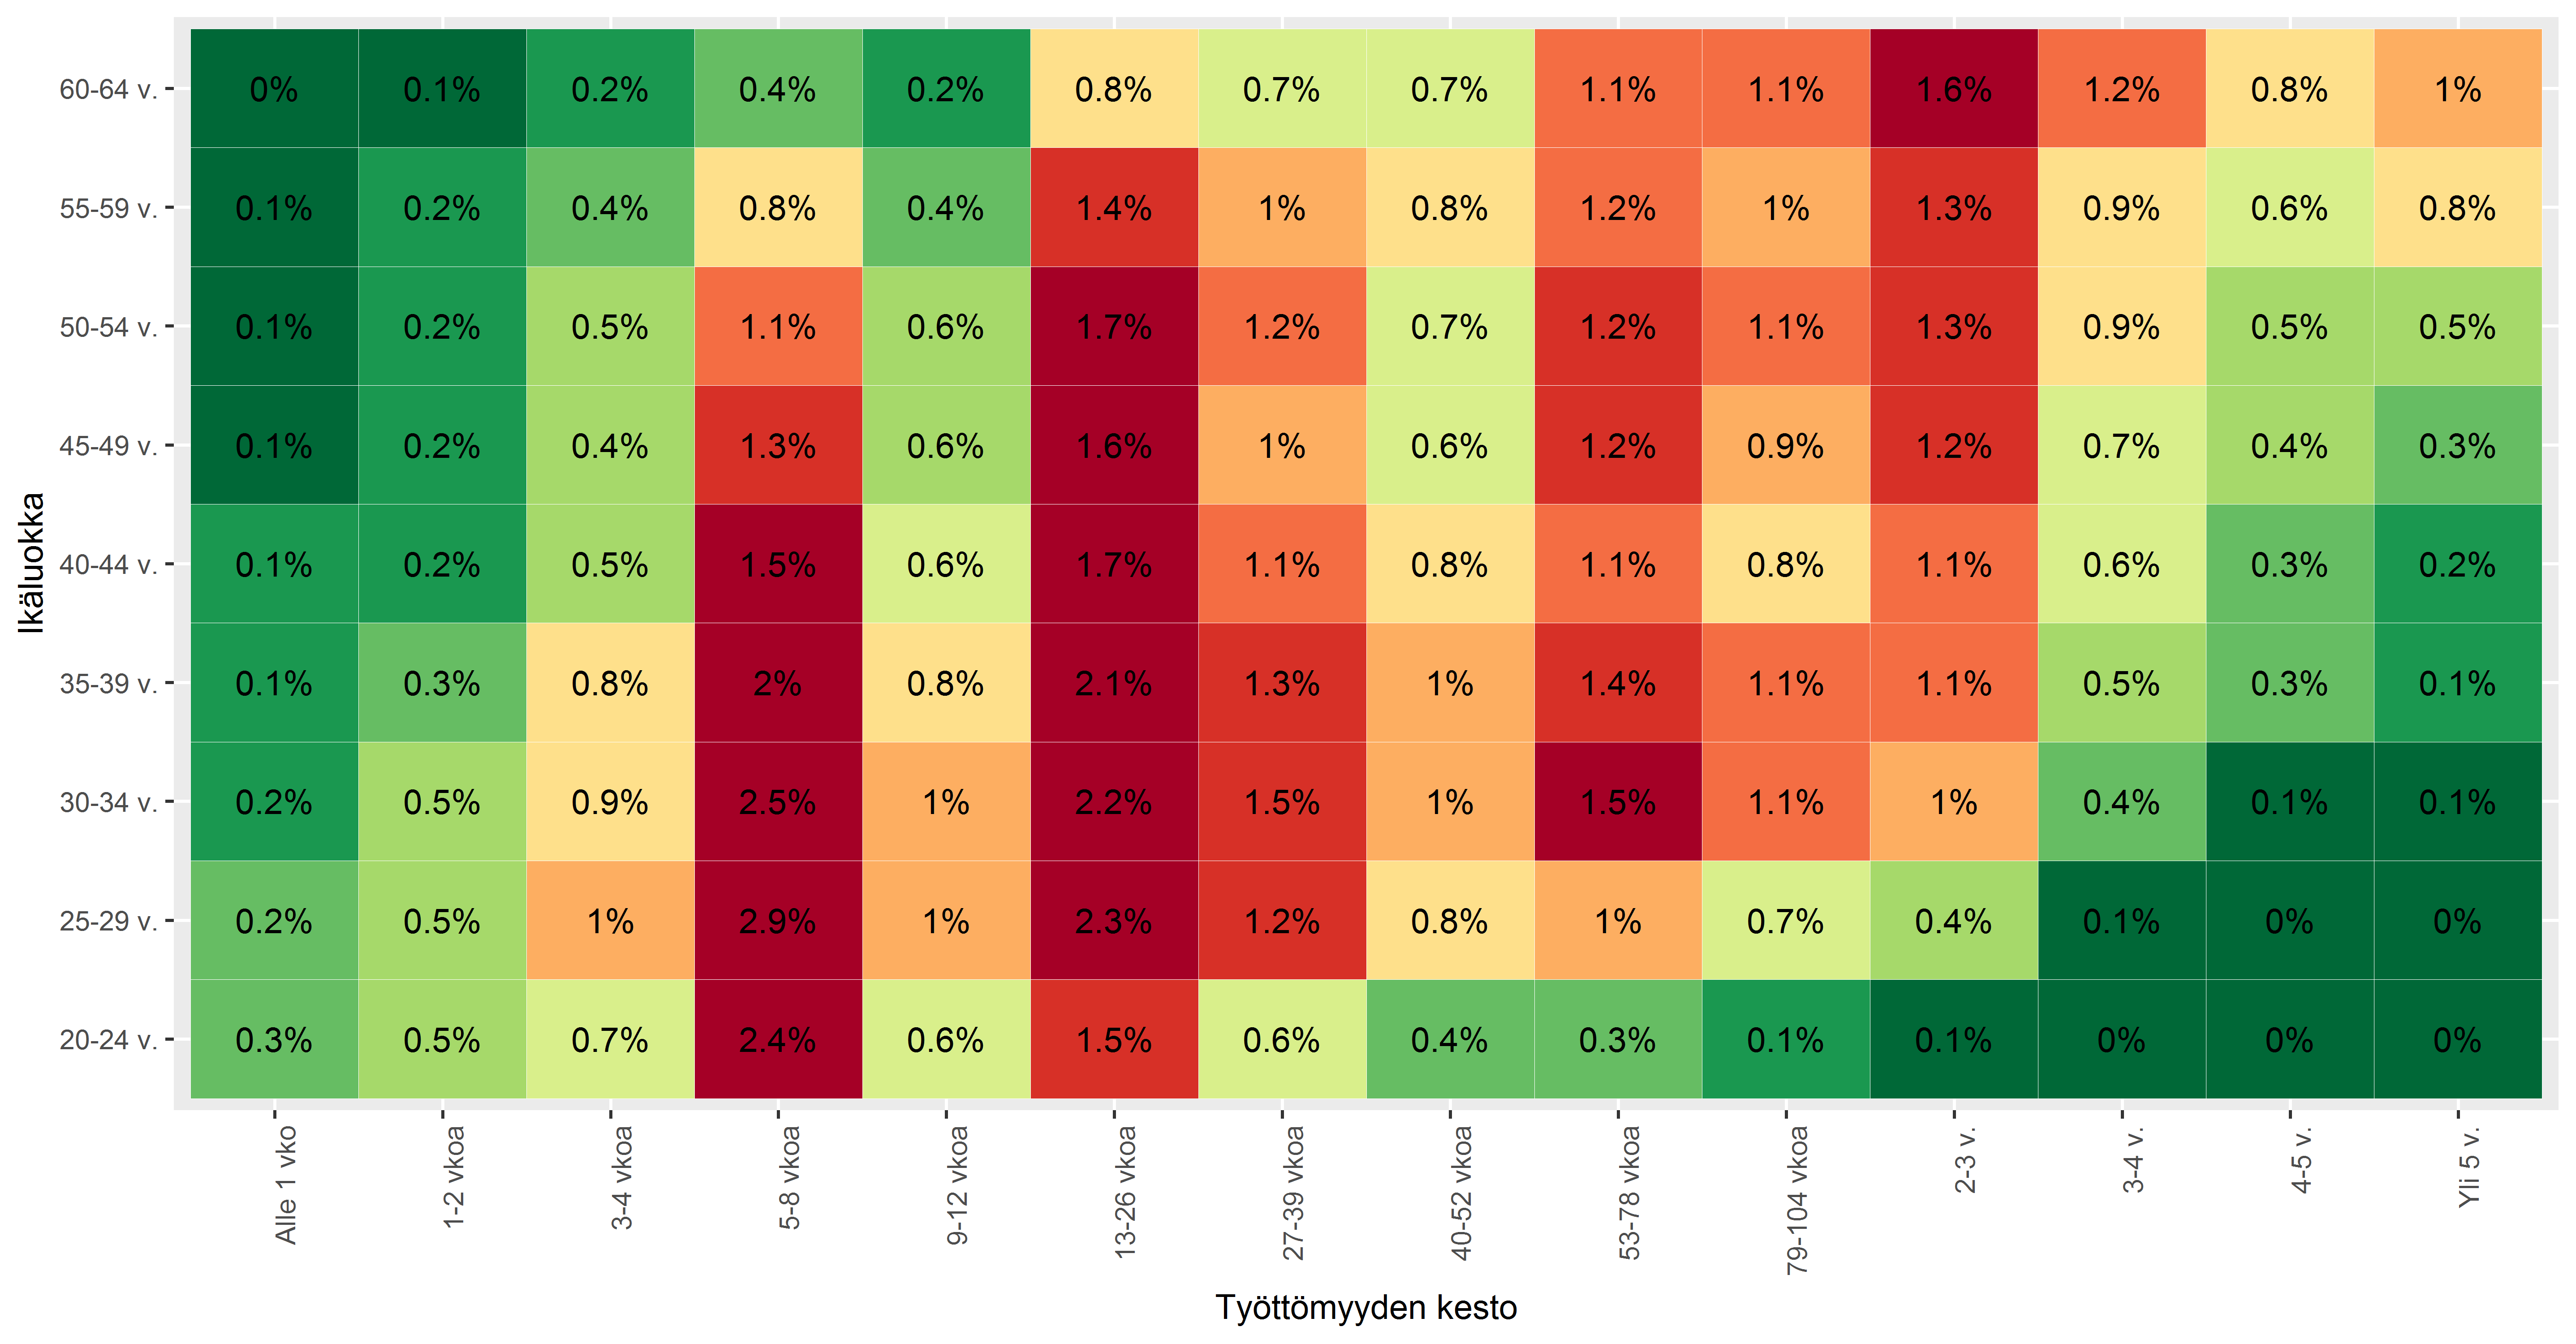 Ikäluokka
60-64 v. 0% 0.1% 0.2% 0.4% 0.2% 0.8% 0.7% 0.7% 1.1% 1.1% 1.6% 1.2% 0.8% 1%
55-59 v. 0.1% 0.2% 0.4% 0.8% 0.4% 1.4% 1% 0.8% 1.2% 1% 1.3% 0.9% 0.6% 0.8%
50-54 v. 0.1% 0.2% 0.5% 1.1% 0.6% 1.7% 1.2% 0.7% 1.2% 1.1% 1.3% 0.9% 0.5% 0.5%
45-49 v. 0.1% 0.2% 0.4% 1.3% 0.6% 1.6% 1% 0.6% 1.2% 0.9% 1.2% 0.7% 0.4% 0.3%
40-44 v. 0.1% 0.2% 0.5% 1.5% 0.6% 1.7% 1.1% 0.8% 1.1% 0.8% 1.1% 0.6% 0.3% 0.2%
35-39 v. 0.1% 0.3% 0.8% 2% 0.8% 2.1% 1.3% 1% 1.4% 1.1% 1.1% 0.5% 0.3% 0.1%
30-34 v. 0.2% 0.5% 0.9% 2.5% 1% 2.2% 1.5% 1% 1.5% 1.1% 1% 0.4% 0.1% 0.1%
25-29 v. 0.2% 0.5% 1% 2.9% 1% 2.3% 1.2% 0.8% 1% 0.7% 0.4% 0.1% 0% 0%
20-24 v. 0.3% 0.5% 0.7% 2.4% 0.6% 1.5% 0.6% 0.4% 0.3% 0.1% 0.1% 0% 0% 0%
Alle 1 vko
1-2 vkoa
3-4 vkoa
5-8 vkoa
9-12 vkoa
13-26 vkoa
27-39 vkoa
40-52 vkoa
53-78 vkoa
79-104 vkoa
2-3 v.
3-4 v.
4-5 v.
Yli 5 v.
Työttömyyden kesto